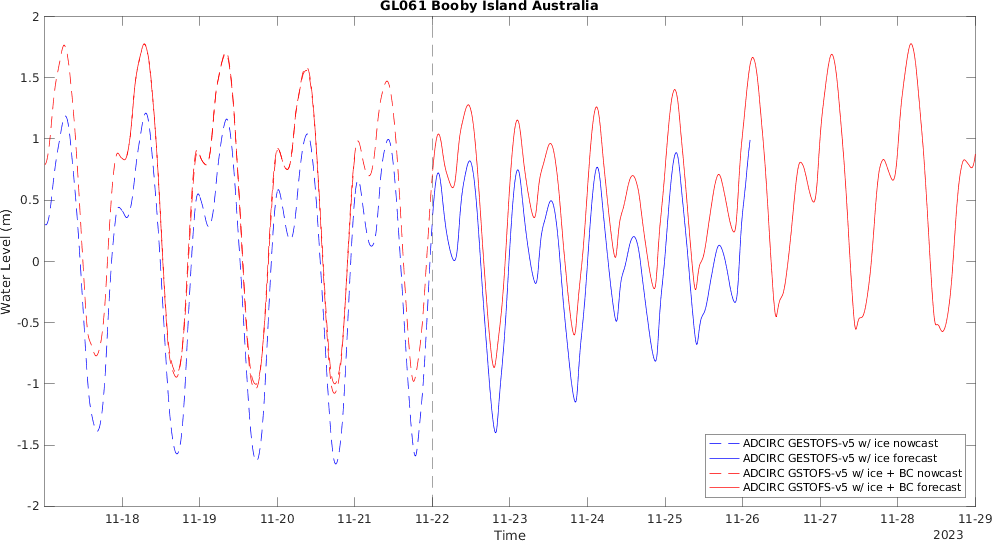 GL061 Booby Island Australia
2
1.5
1
0.5
0
-0.5
-1
-1.5
-2
Water Level (m)
11-18 11-19 11-20 11-21 11-22 11-23 11-24 11-25 11-26 11-27 11-28 11-29
Time
2023
ADCIRC GESTOFS-v5 w/ ice nowcast
ADCIRC GESTOFS-v5 w/ ice forecast
ADCIRC GSTOFS-v5 w/ ice + BC nowcast
ADCIRC GSTOFS-v5 w/ ice + BC forecast